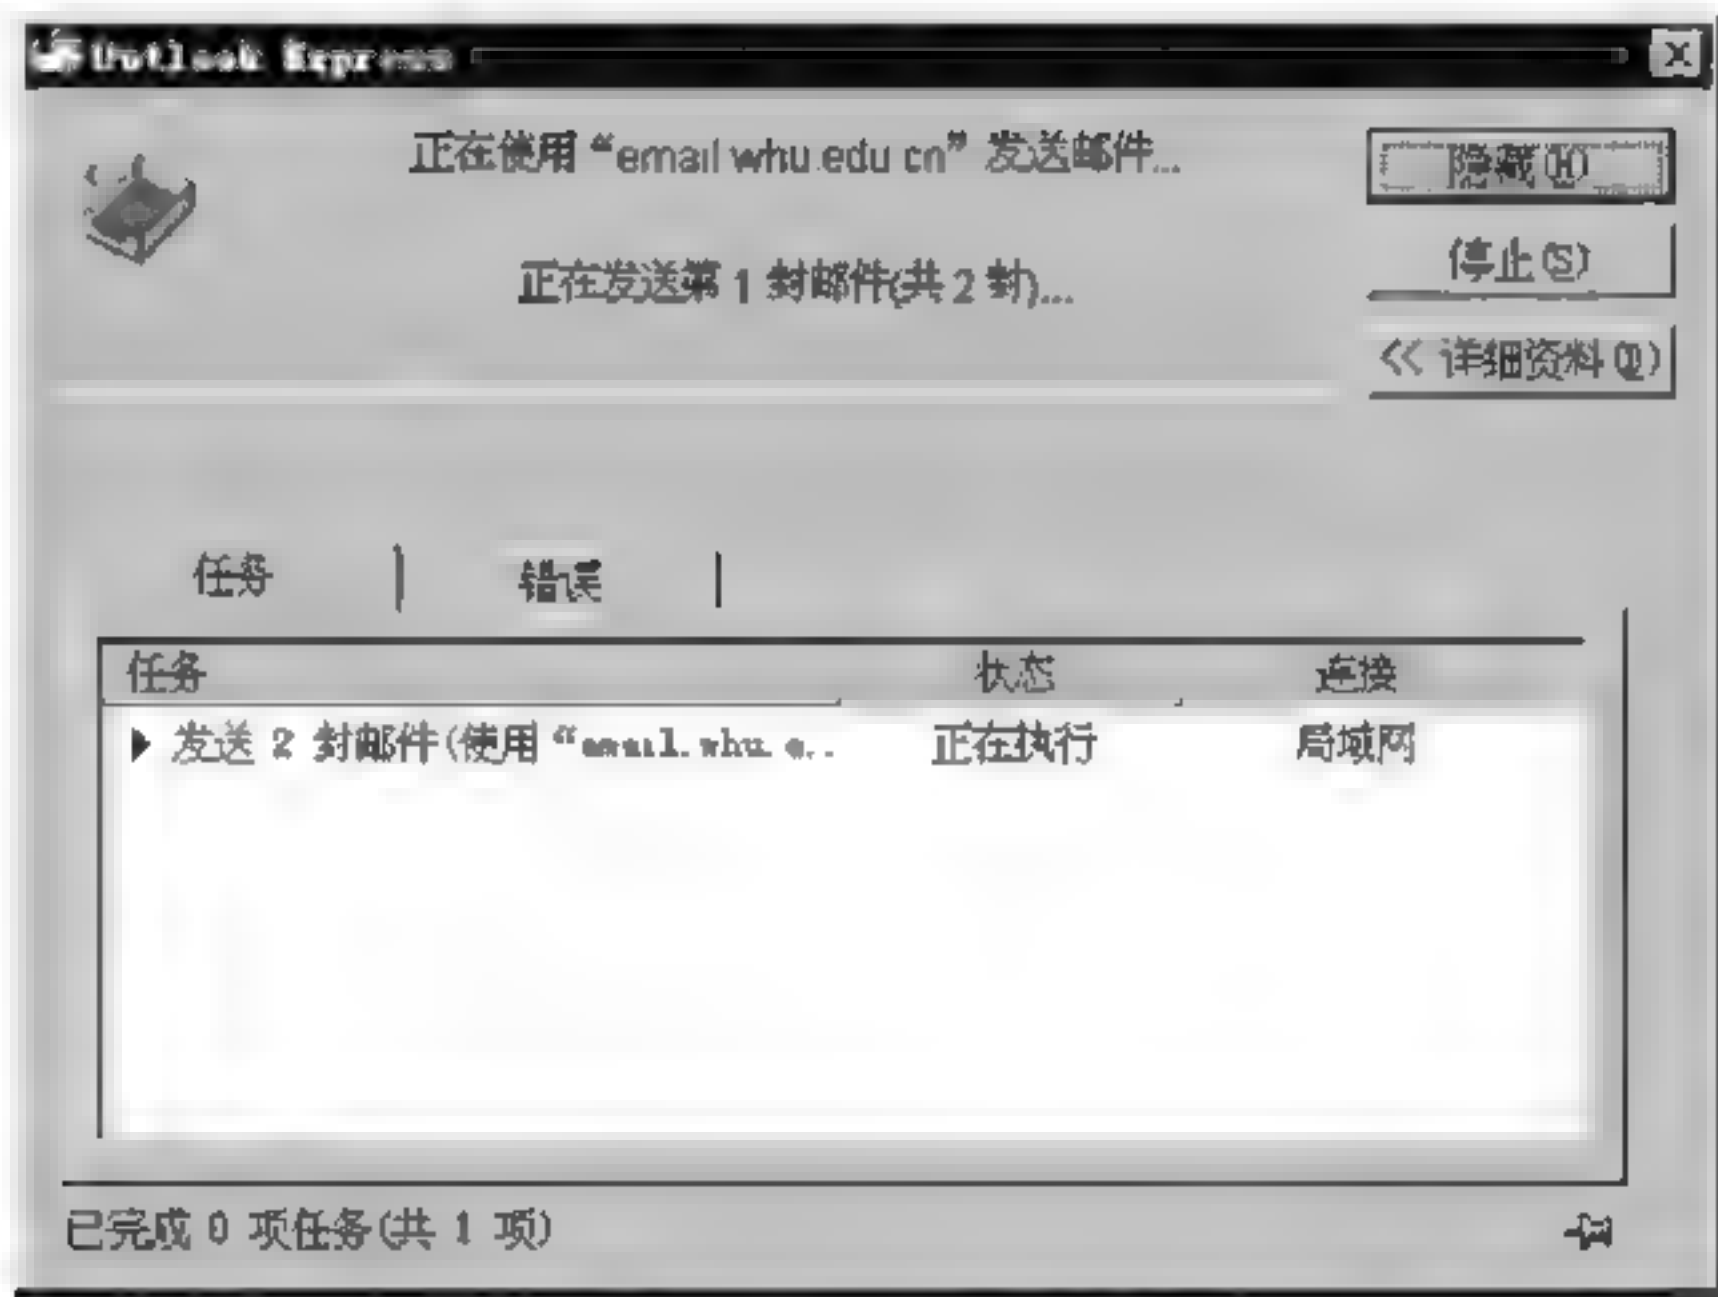 Outlook Express
正在使用“email.whu.edu.cn”发送邮件...
隐藏(H)
正在发送第 1 封邮件(共 2 封)...
停止(S)
<< 详细资料(D)
任务 错误
任务 状态 连接
发送 2 封邮件(使用“email.whu.e.. 正在执行 局域网
已完成 0 项任务(共 1 项)